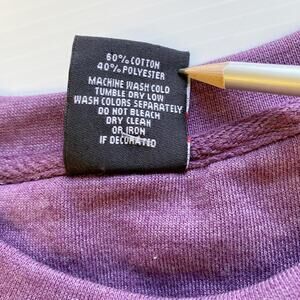 60% COTTON
40% POLYESTER
MACHINE WASH COLD
TUMBLE DRY LOW
WASH COLORS SEPARATELY
DO NOT BLEACH
DRY CLEAN
OR IRON
IF DECORATED